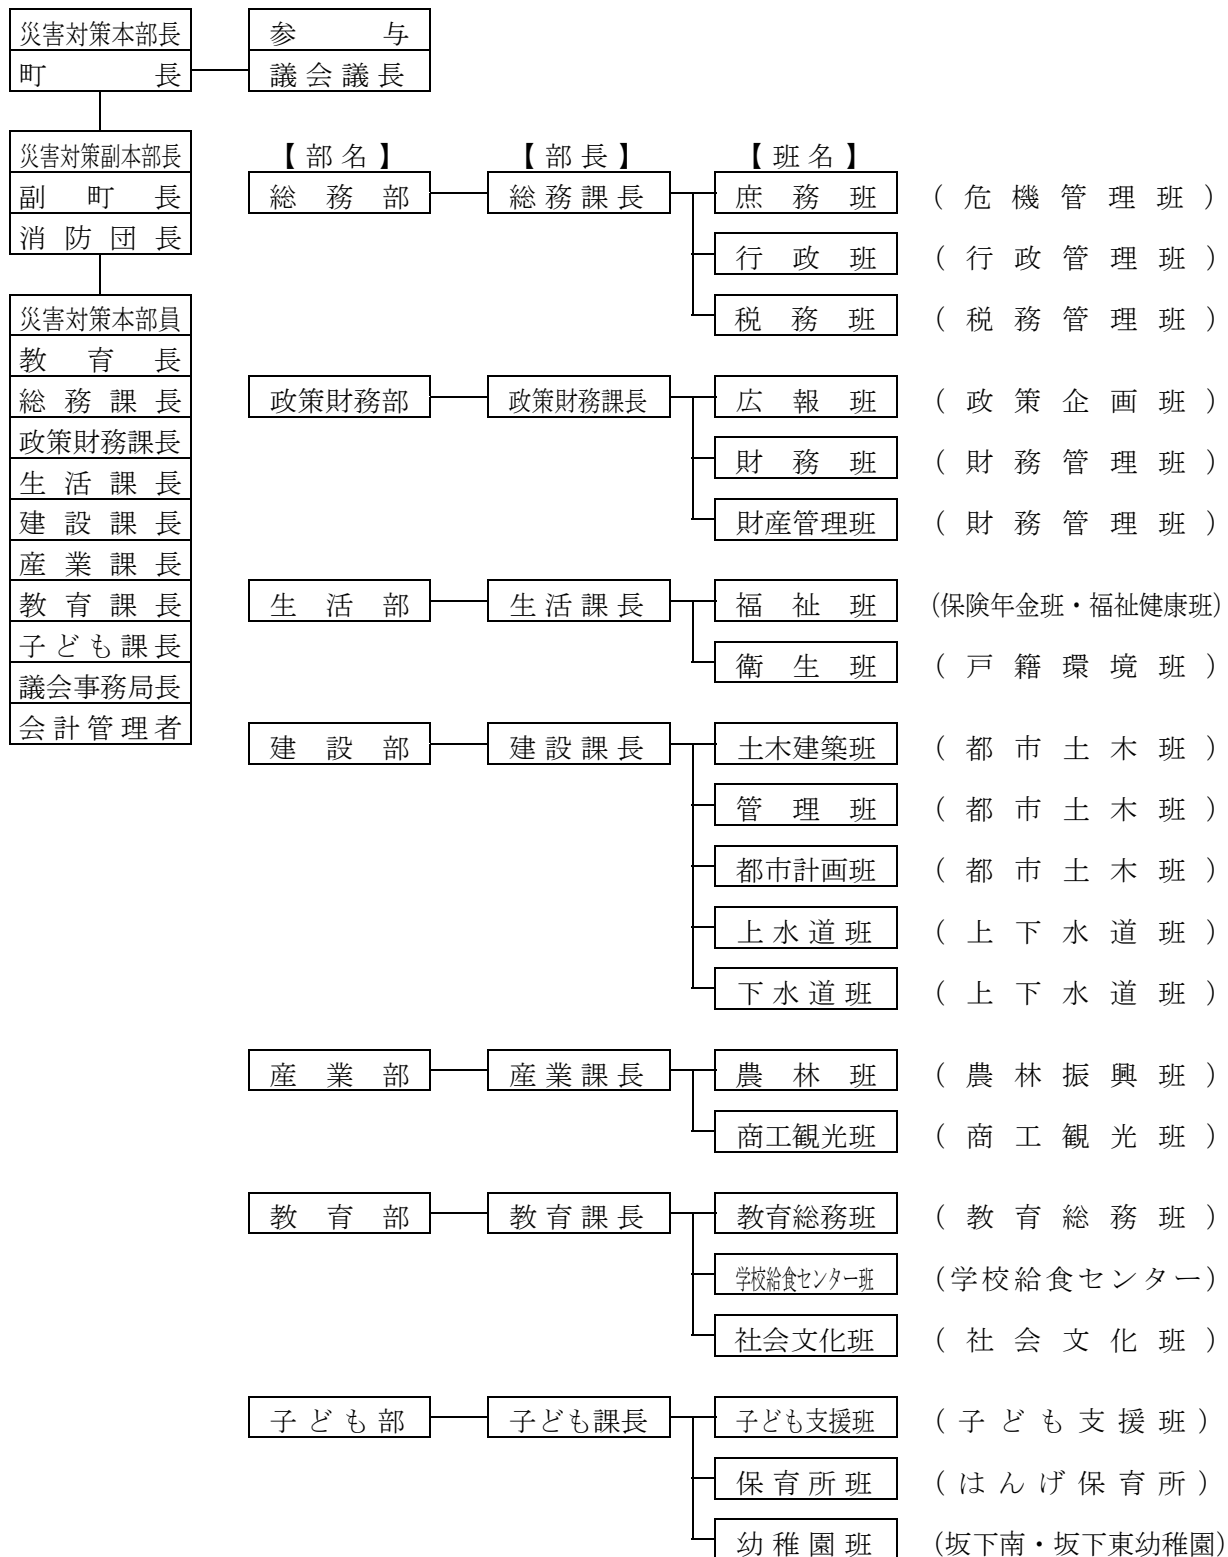 災害対策本部長
町長
参与
議会議長
災害対策副本部長
副町長
消防団長
災害対策本部員
教育長
総務課長
政策財務課長
生活課長
建設課長
産業課長
教育課長
子ども課長
議会事務局長
会計管理者
【部名】 【部長】 【班名】
総務部 総務課長 庶務班 (危機管理班)
行政班 (行政管理班)
税務班 (税務管理班)
政策財務部 政策財務課長 広報班 (政策企画班)
財務班 (財務管理班)
財産管理班 (財務管理班)
生活部 生活課長 福祉班 (保険年金班・福祉健康班)
衛生班 (戸籍環境班)
建設部 建設課長 土木建築班 (都市土木班)
管理班 (都市土木班)
都市計画班 (都市土木班)
上水道班 (上下水道班)
下水道班 (上下水道班)
産業部 産業課長 農林班 (農林振興班)
商工観光班 (商工観光班)
教育部 教育課長 教育総務班 (教育総務班)
学校給食センター班 (学校給食センター)
社会文化班 (社会文化班)
子ども部 子ども課長 子ども支援班 (子ども支援班)
保育所班 (はんげ保育所)
幼稚園班 (坂下南・坂下東幼稚園)